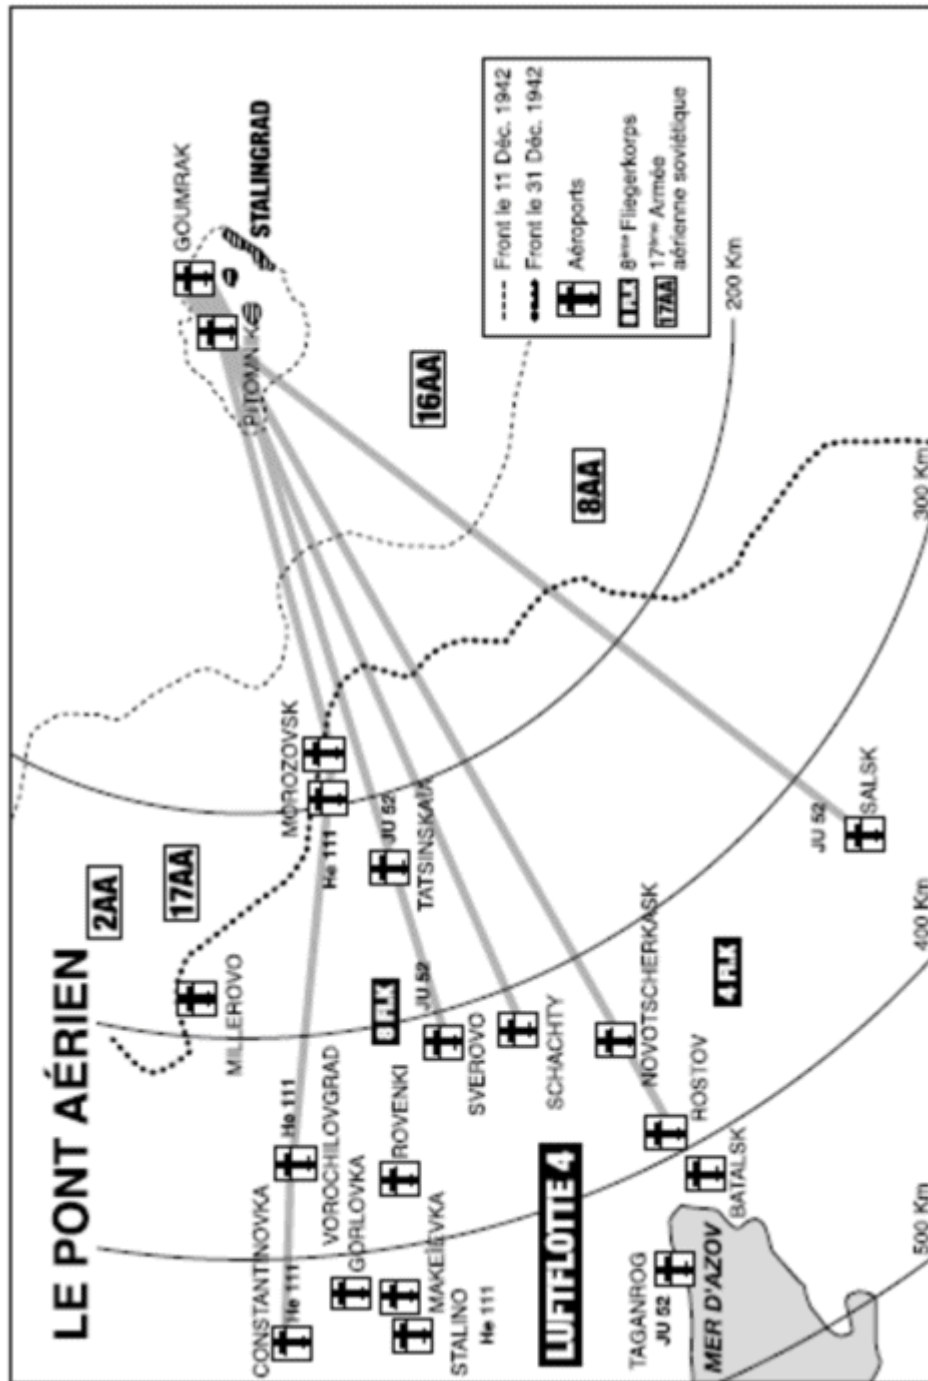 LE PONT AÉRIEN
2AA
17AA
GOUMRAK
STALINGRAD
PITOMNIK
16AA
8AA
MOROZOVSK
He 111
JU 52
TATSINSKAIA
MILLEROVO
8 FLK
JU 52
SVEROVO
SCHACHTY
NOVOTSCHERKASK
4 FLK
JU 52
SALSK
CONSTANTINOVKA
He 111
He 111
VOROCHILOVGRAD
GORLOVKA
ROVENKI
MAKEÏEVKA
STALINO
He 111
LUFTFLOTTE 4
ROSTOV
BATALSK
TAGANROG
JU 52
MER D'AZOV
200 Km
300 Km
400 Km
500 Km
Front le 11 Déc. 1942
Front le 31 Déc. 1942
Aéroports
8ème Fliegerkorps
17AA
17ème Armée
aérienne soviétique